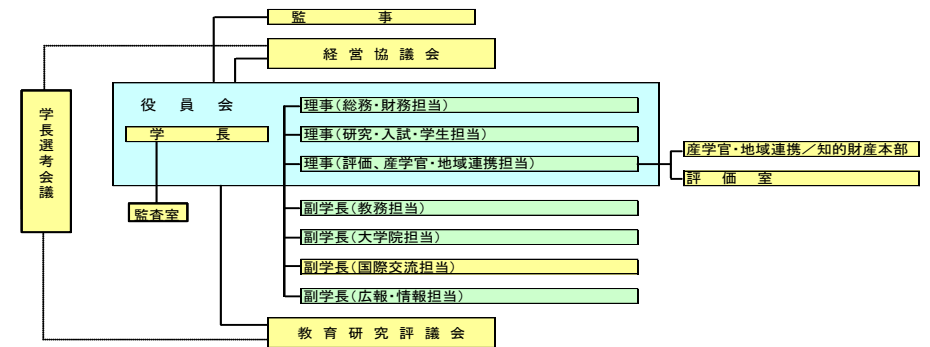 監事
経営協議会
学長選考会議
役員会
学長
監査室
理事（総務・財務担当）
理事（研究・入試・学生担当）
理事（評価、産学官・地域連携担当）
産学官・地域連携／知的財産本部
評価室
副学長（教務担当）
副学長（大学院担当）
副学長（国際交流担当）
副学長（広報・情報担当）
教育研究評議会